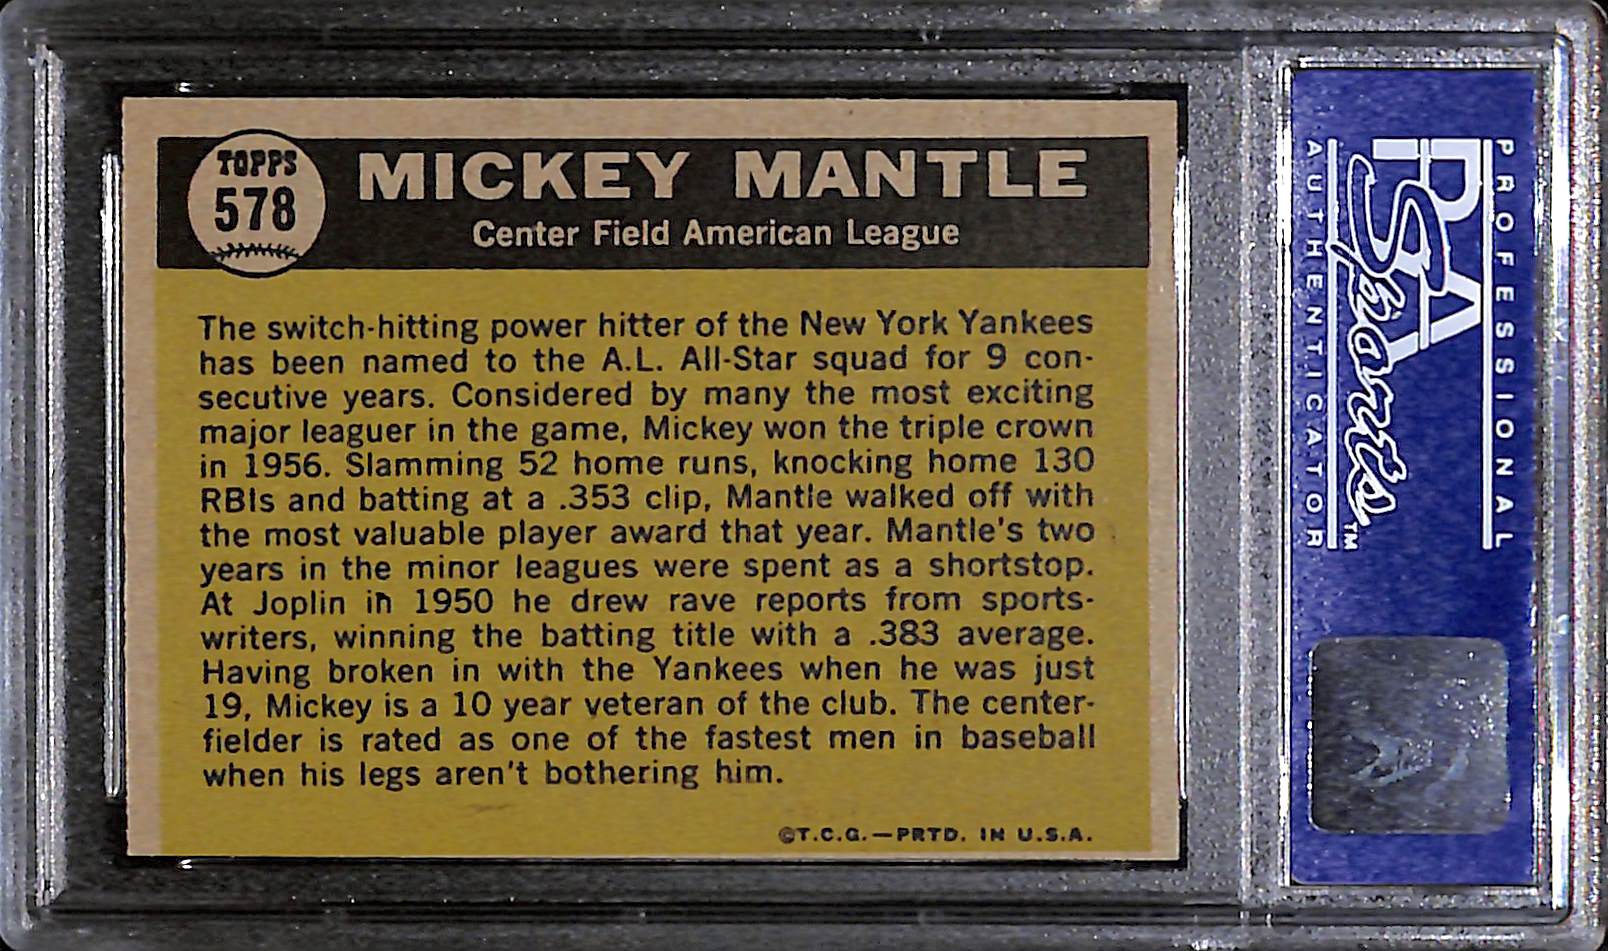 TOPPS
578
MICKEY MANTLE
Center Field American League
The switch-hitting power hitter of the New York Yankees
has been named to the A.L. All-Star squad for 9 con-
secutive years. Considered by many the most exciting
major leaguer in the game, Mickey won the triple crown
in 1956. Slamming 52 home runs, knocking home 130
RBIs and batting at a .353 clip, Mantle walked off with
the most valuable player award that year. Mantle's two
years in the minor leagues were spent as a shortstop.
At Joplin in 1950 he drew rave reports from sports-
writers, winning the batting title with a .383 average.
Having broken in with the Yankees when he was just
19, Mickey is a 10 year veteran of the club. The center-
fielder is rated as one of the fastest men in baseball
when his legs aren't bothering him.
©T.C.G.—PRTD. IN U.S.A.
PROFESSIONAL
PSA
Sports™
AUTHENTICATOR